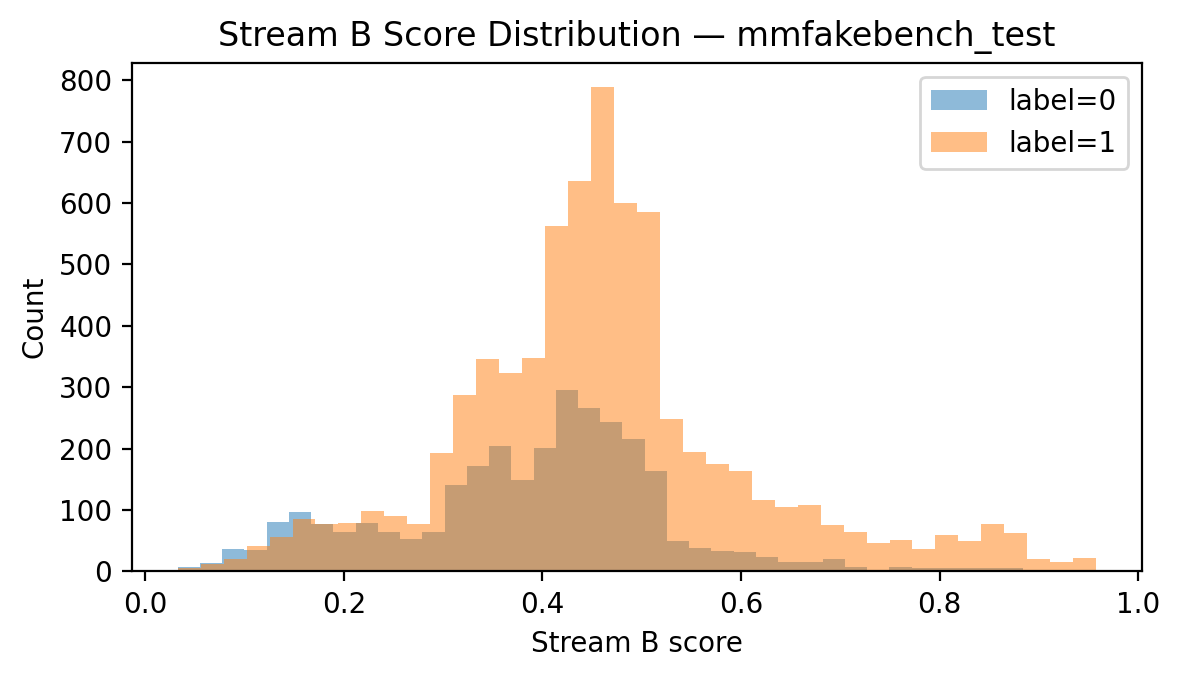 Stream B Score Distribution — mmfakebench_test
label=0
label=1
800
700
600
500
400
300
200
100
0
Count
0.0 0.2 0.4 0.6 0.8 1.0
Stream B score